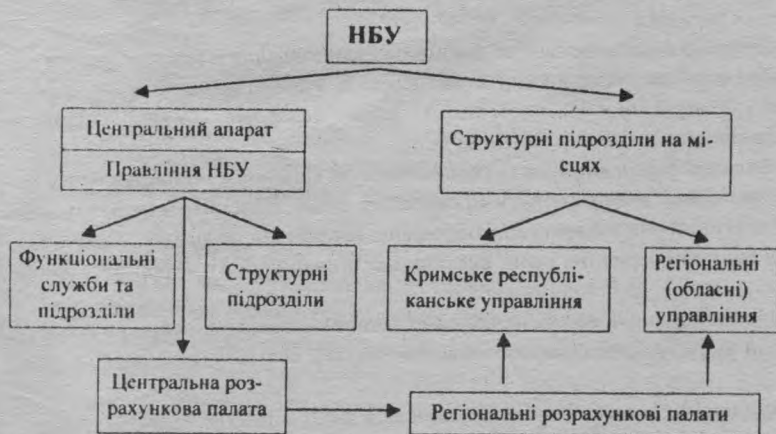 НБУ
Центральний апарат
Правління НБУ
Структурні підрозділи на мі-
сцях
Функціональні
служби та
підрозділи
Структурні
підрозділи
Кримське республі-
канське управління
Регіональні
(обласні)
управління
Центральна роз-
рахункова палата
Регіональні розрахункові палати